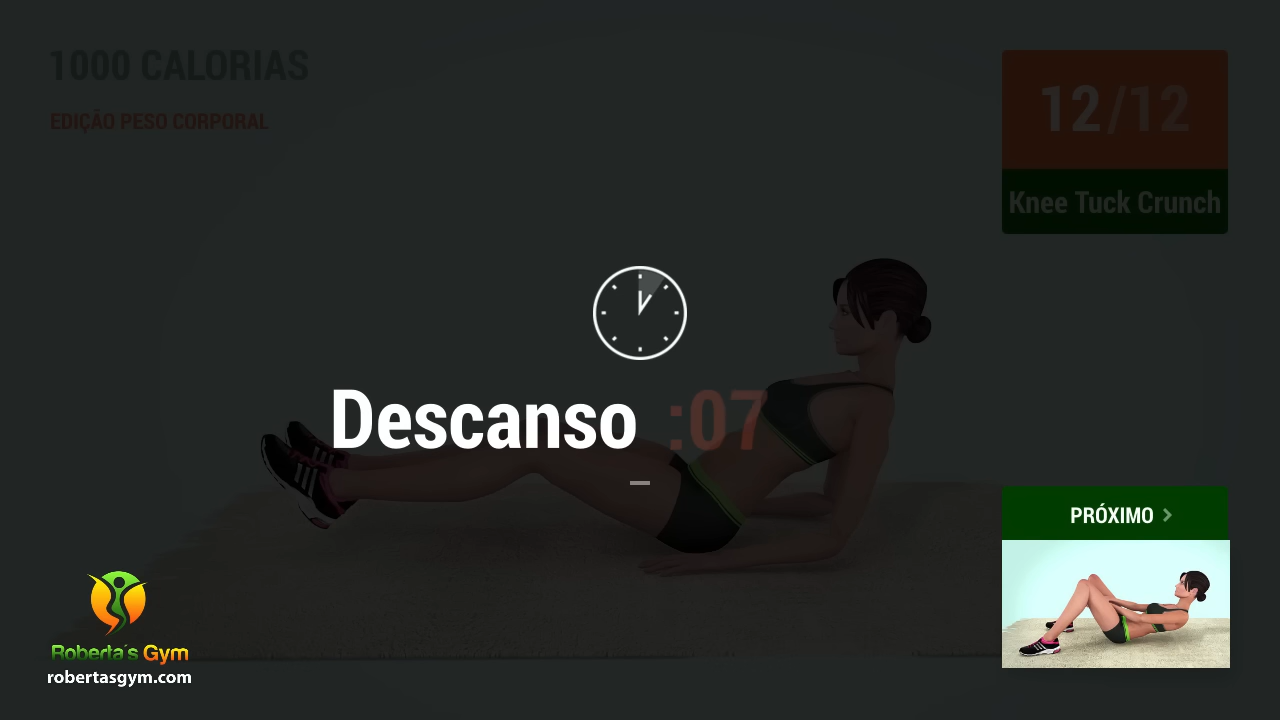 1000 CALORIAS
EDIÇÃO PESO CORPORAL
12/12
Knee Tuck Crunch
Descanso :07
PRÓXIMO
Roberta's Gym
robertasgym.com